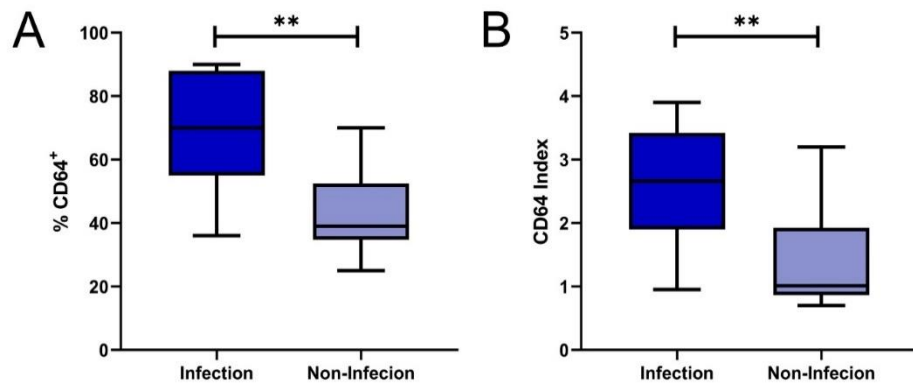 A
**
% CD64+
100
80
60
40
20
0
Infection Non-Infecion
B
**
CD64 Index
5
4
3
2
1
0
Infection Non-Infecion